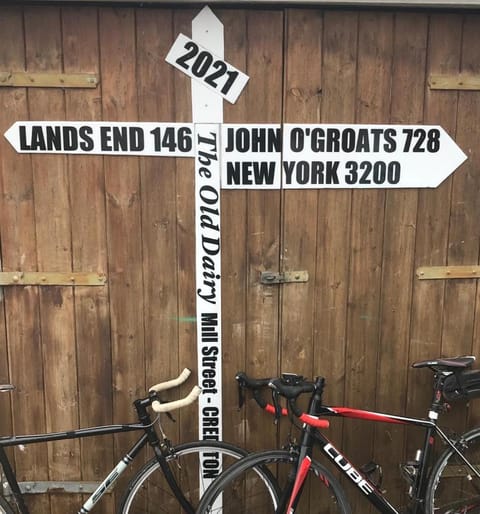 2021
LANDS END 146
JOHN O'GROATS 728
NEW YORK 3200
The Old Dairy Mill Street -
CUBE